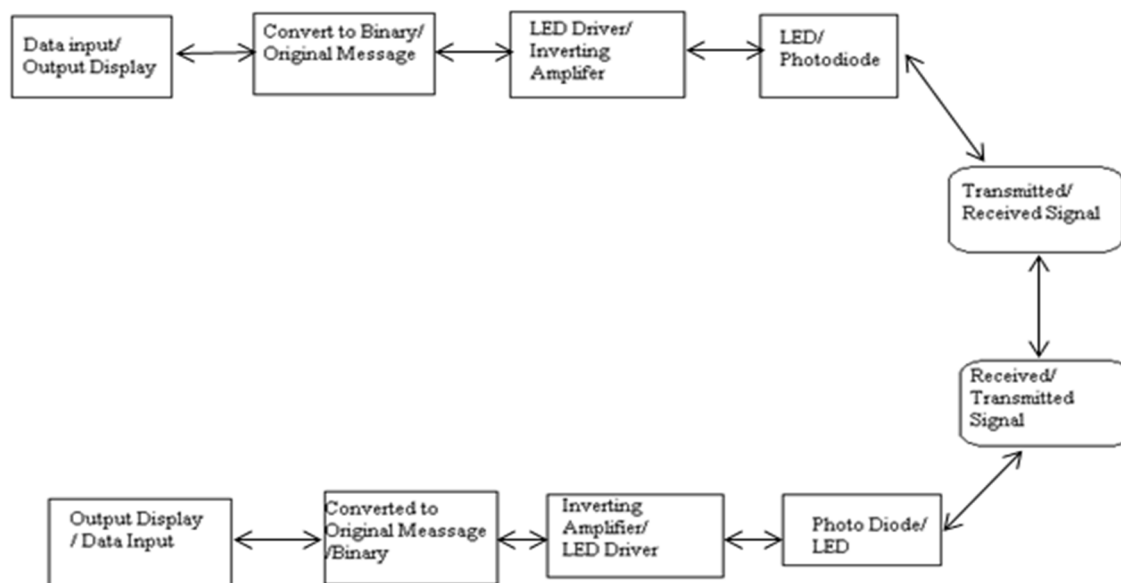 Data input/
Output Display
Convert to Binary/
Original Message
LED Driver/
Inverting
Amplifer
LED/
Photodiode
Transmitted/
Received Signal
Received/
Transmitted
Signal
Output Display
/ Data Input
Converted to
Original Meassage
/Binary
Inverting
Amplifier/
LED Driver
Photo Diode/
LED